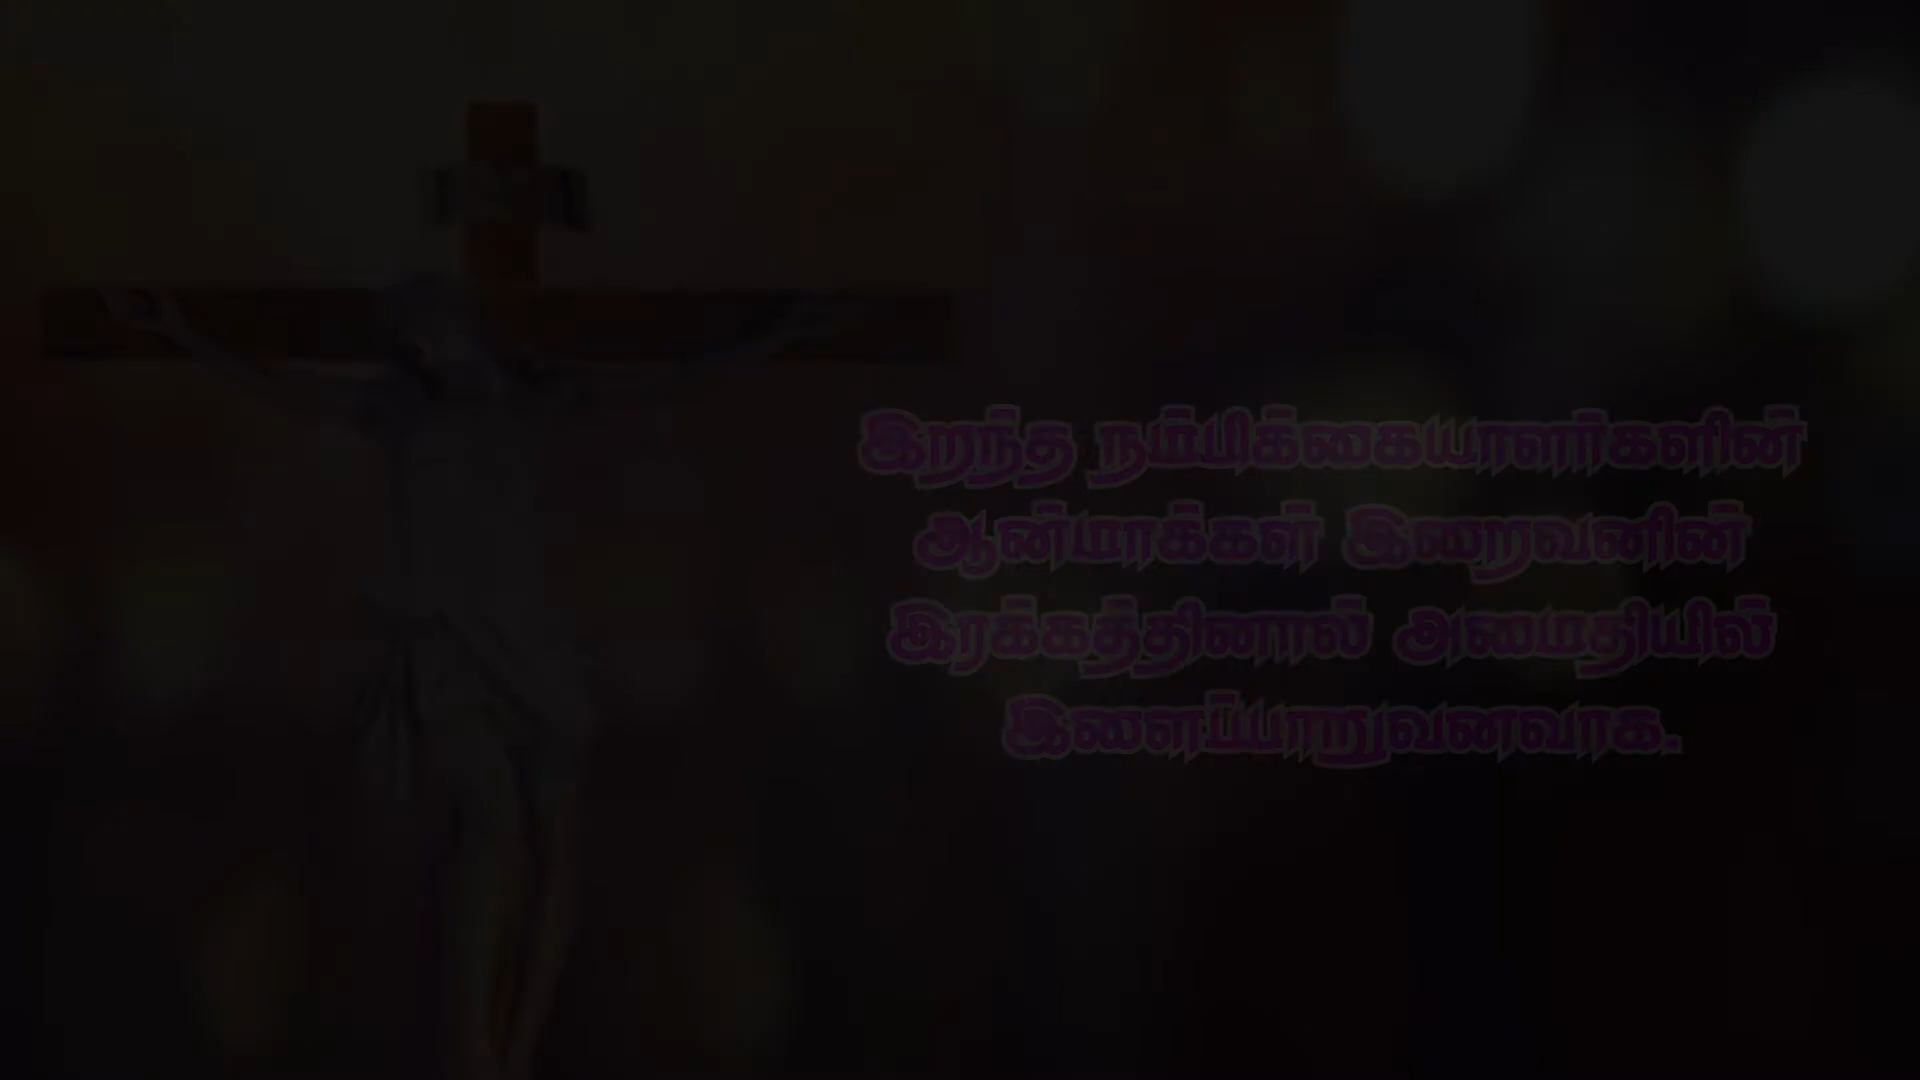 இறந்த நம்பிக்கையாளர்களின்
ஆன்மாக்கள் இறைவனின்
இரக்கத்தினால் அமைதியில்
இளைப்பாறுவனவாக.